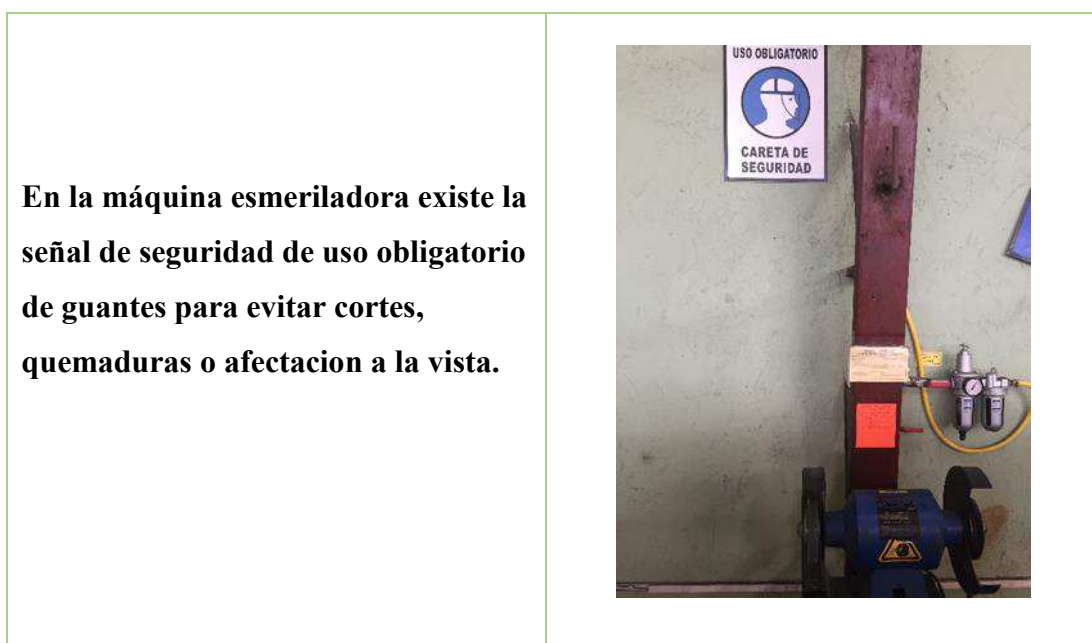 En la máquina esmeriladora existe la
señal de seguridad de uso obligatorio
de guantes para evitar cortes,
quemaduras o afectacion a la vista.
USO OBLIGATORIO
CARETA DE
SEGURIDAD